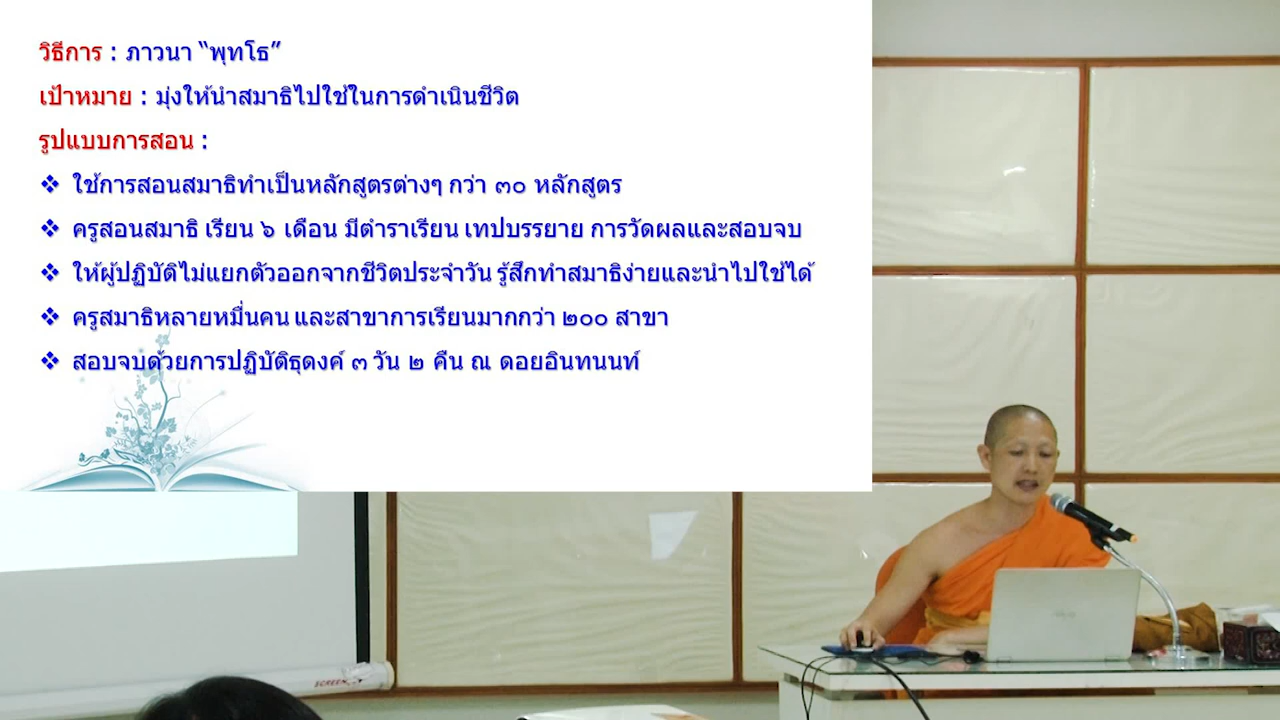 วิธีการ : ภาวนา “พุทโธ”
เป้าหมาย : มุ่งให้นำสมาธิไปใช้ในการดำเนินชีวิต
รูปแบบการสอน :
❖ ใช้การสอนสมาธิทำเป็นหลักสูตรต่างๆ กว่า ๓๐ หลักสูตร
❖ ครูสอนสมาธิ เรียน ๖ เดือน มีตำราเรียน เทปบรรยาย การวัดผลและสอบจบ
❖ ให้ผู้ปฏิบัติไม่แยกตัวออกจากชีวิตประจำวัน รู้สึกทำสมาธิง่ายและนำไปใช้ได้
❖ ครูสมาธิหลายหมื่นคน และสาขาการเรียนมากกว่า ๒๐๐ สาขา
❖ สอบจบด้วยการปฏิบัติธุดงค์ ๓ วัน ๒ คืน ณ ดอยอินทนนท์